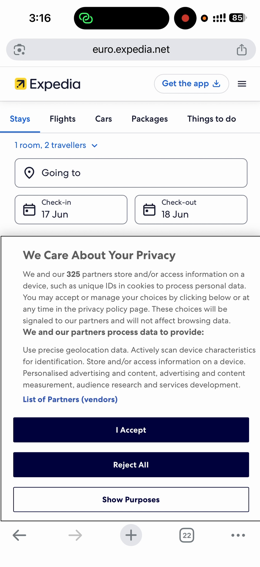 3:16
85
euro.expedia.net
Expedia
Get the app
Stays
Flights
Cars
Packages
Things to do
1 room, 2 travellers
Going to
Check-in
17 Jun
Check-out
18 Jun
We Care About Your Privacy
We and our 325 partners store and/or access information on a
device, such as unique IDs in cookies to process personal data.
You may accept or manage your choices by clicking below or at
any time in the privacy policy page. These choices will be
signaled to our partners and will not affect browsing data.
We and our partners process data to provide:
Use precise geolocation data. Actively scan device characteristics
for identification. Store and/or access information on a device.
Personalised advertising and content, advertising and content
measurement, audience research and services development.
List of Partners (vendors)
I Accept
Reject All
Show Purposes
22